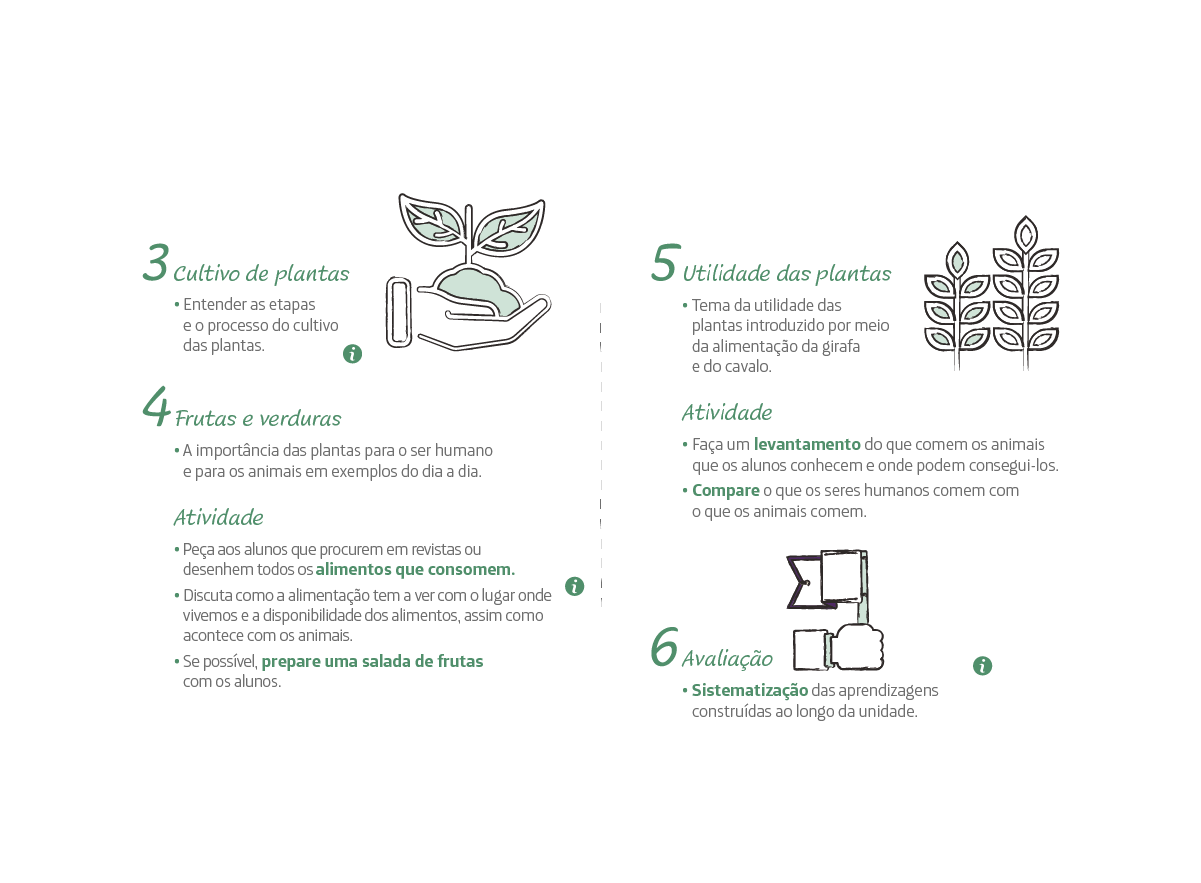 3 Cultivo de plantas
• Entender as etapas
e o processo do cultivo
das plantas.
i
4 Frutas e verduras
• A importância das plantas para o ser humano
e para os animais em exemplos do dia a dia.
Atividade
• Peça aos alunos que procurem em revistas ou
desenhem todos os alimentos que consomem.
i
• Discuta como a alimentação tem a ver com o lugar onde
vivemos e a disponibilidade dos alimentos, assim como
acontece com os animais.
• Se possível, prepare uma salada de frutas
com os alunos.
5 Utilidade das plantas
• Tema da utilidade das
plantas introduzido por meio
da alimentação da girafa
e do cavalo.
Atividade
• Faça um levantamento do que comem os animais
que os alunos conhecem e onde podem consegui-los.
• Compare o que os seres humanos comem com
o que os animais comem.
6 Avaliação
i
• Sistematização das aprendizagens
construídas ao longo da unidade.